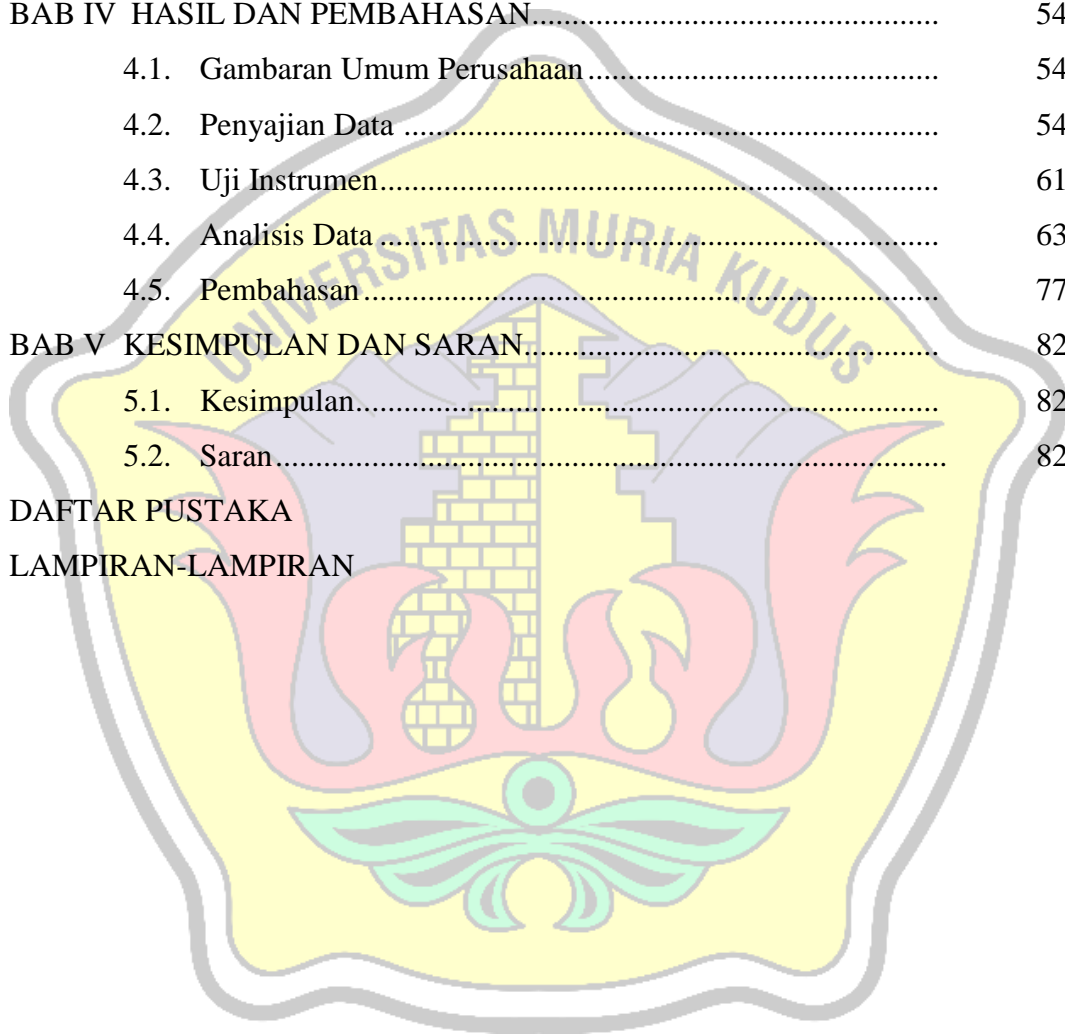 BAB IV HASIL DAN PEMBAHASAN................................................ 54
4.1. Gambaran Umum Perusahaan.......................................... 54
4.2. Penyajian Data ................................................................ 54
4.3. Uji Instrumen.................................................................. 61
4.4. Analisis Data .................................................................. 63
4.5. Pembahasan.................................................................... 77
BAB V KESIMPULAN DAN SARAN................................................. 82
5.1. Kesimpulan..................................................................... 82
5.2. Saran............................................................................... 82
DAFTAR PUSTAKA
LAMPIRAN-LAMPIRAN
UNIVERSITAS MURIA KUDUS